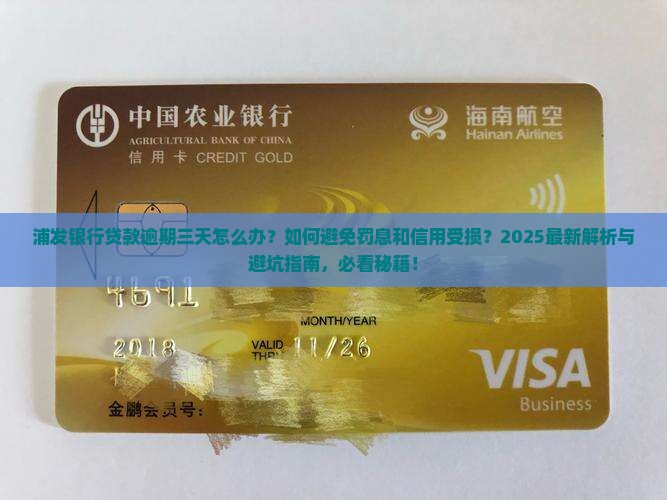 中国农业银行
AGRICULTURAL BANK OF CHINA
信用卡 CREDIT GOLD
海南航空
Hainan Airlines
浦发银行贷款逾期三天怎么办？如何避免罚息和信用受损？2025最新解析与
避坑指南，必看秘籍！
4691
MONTH/YEAR
2018
VALID
THRU 11/26
VISA
Business
金鹏会员号：